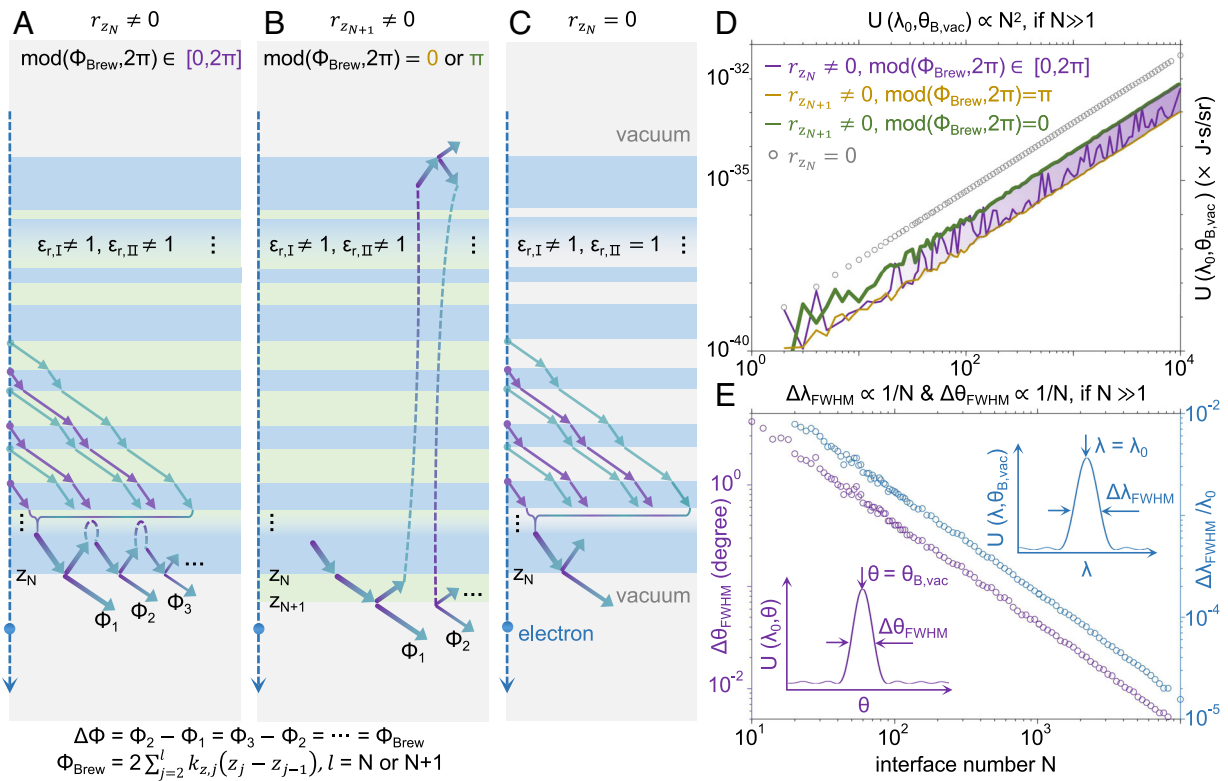 A
r_{z_N} ≠ 0
mod(Φ_Brew,2π) ∈ [0,2π]
ε_{r,I} ≠ 1, ε_{r,II} ≠ 1
⋮
⋮
z_N
Φ_1
Φ_2
Φ_3
⋯
B
r_{z_{N+1}} ≠ 0
mod(Φ_Brew,2π) = 0 or π
ε_{r,I} ≠ 1, ε_{r,II} ≠ 1
⋮
⋮
z_N
z_{N+1}
Φ_1
Φ_2
⋯
C
r_{z_N} = 0
vacuum
ε_{r,I} ≠ 1, ε_{r,II} = 1
⋮
⋮
z_N
vacuum
electron
ΔΦ = Φ_2 − Φ_1 = Φ_3 − Φ_2 = ⋯ = Φ_Brew
Φ_Brew = 2 ∑_{j=2}^{l} k_{z,j}(z_j − z_{j−1}), l = N or N+1
D
U (λ_0,θ_{B,vac}) ∝ N², if N≫1
r_{z_N} ≠ 0, mod(Φ_Brew,2π) ∈ [0,2π]
r_{z_{N+1}} ≠ 0, mod(Φ_Brew,2π)=π
r_{z_{N+1}} ≠ 0, mod(Φ_Brew,2π)=0
r_{z_N} = 0
10^{-32}
10^{-35}
10^{-40}
10^0
10^2
10^4
U (λ_0,θ_{B,vac}) (× J·s/sr)
E
Δλ_FWHM ∝ 1/N & Δθ_FWHM ∝ 1/N, if N ≫1
Δθ_FWHM (degree)
10^0
10^{-2}
10^{-2}
10^{-4}
10^{-5}
Δλ_FWHM /λ_0
U (λ,θ_{B,vac})
λ = λ_0
Δλ_FWHM
λ
U (λ_0,θ)
θ = θ_{B,vac}
Δθ_FWHM
θ
10^1
10^2
10^3
interface number N